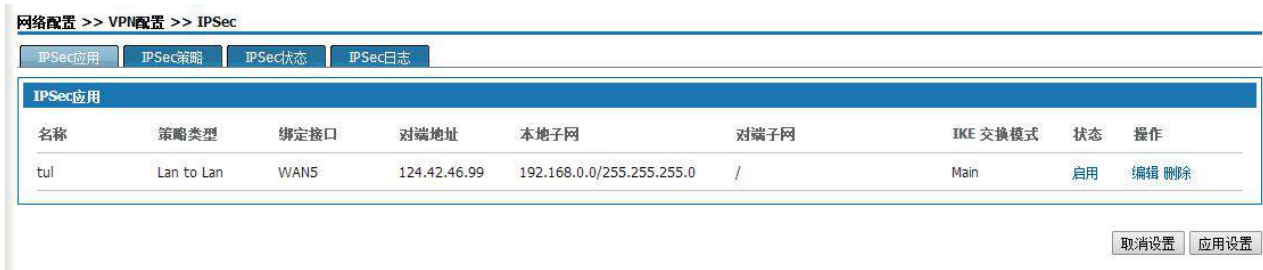 网络配置 >> VPN配置 >> IPSec
IPSec应用 IPSec策略 IPSec状态 IPSec日志
IPSec应用
名称 策略类型 绑定接口 对端地址 本地子网 对端子网 IKE 交换模式 状态 操作
tul Lan to Lan WAN5 124.42.46.99 192.168.0.0/255.255.255.0 / Main 启用 编辑 删除
取消设置 应用设置